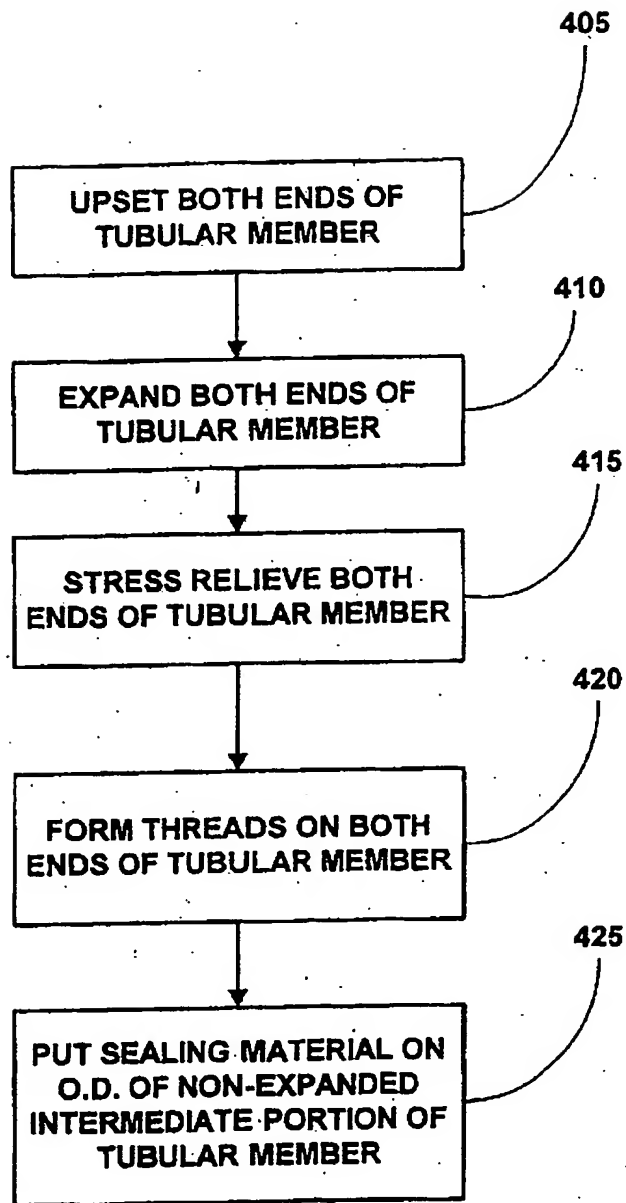 405
UPSET BOTH ENDS OF
TUBULAR MEMBER
410
EXPAND BOTH ENDS OF
TUBULAR MEMBER
415
STRESS RELIEVE BOTH
ENDS OF TUBULAR MEMBER
420
FORM THREADS ON BOTH
ENDS OF TUBULAR MEMBER
425
PUT SEALING MATERIAL ON
O.D. OF NON-EXPANDED
INTERMEDIATE PORTION OF
TUBULAR MEMBER